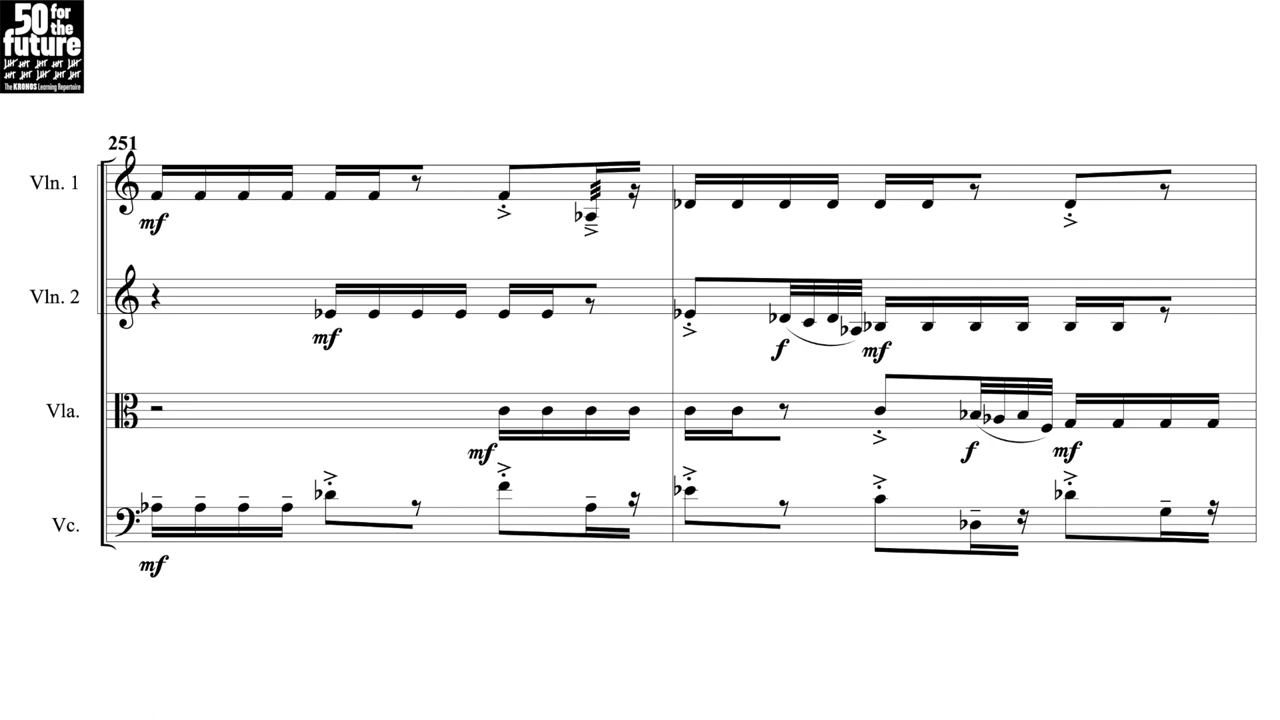 50 for
the
future
The KRONOS Learning Repertoire
251
Vln. 1
mf
Vln. 2
mf
f
mf
Vla.
mf
f
mf
Vc.
mf